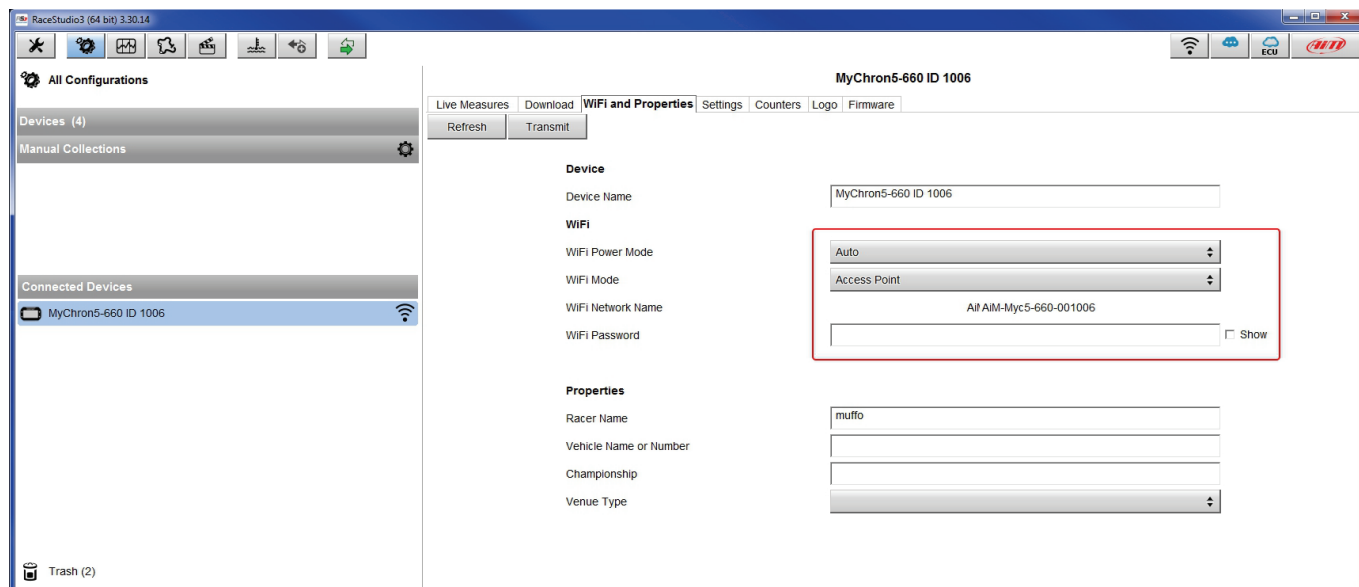 RaceStudio3 (64 bit) 3.30.14
ECU
AiM
All Configurations
MyChron5-660 ID 1006
Live Measures Download WiFi and Properties Settings Counters Logo Firmware
Devices (4)
Refresh Transmit
Manual Collections
Device
Device Name MyChron5-660 ID 1006
WiFi
WiFi Power Mode Auto
WiFi Mode Access Point
Connected Devices
WiFi Network Name AiM-Myc5-660-001006
MyChron5-660 ID 1006
WiFi Password Show
Properties
Racer Name muffo
Vehicle Name or Number
Championship
Venue Type
Trash (2)